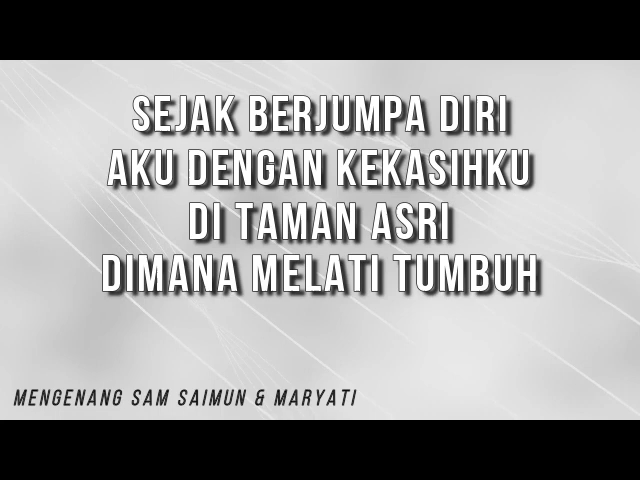 SEJAK BERJUMPA DIRI
AKU DENGAN KEKASIHKU
DI TAMAN ASRI
DIMANA MELATI TUMBUH
MENGENANG SAM SAIMUN & MARYATI